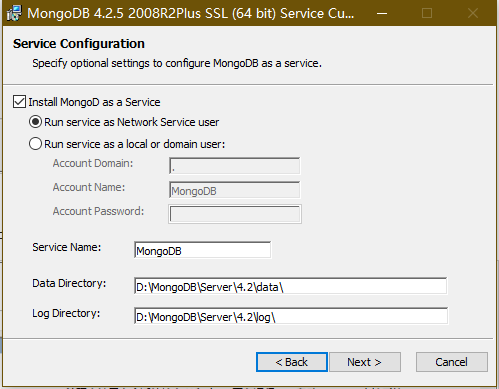 MongoDB 4.2.5 2008R2Plus SSL (64 bit) Service Cu...
Service Configuration
Specify optional settings to configure MongoDB as a service.
Install MongoD as a Service
Run service as Network Service user
Run service as a local or domain user:
Account Domain:
.
Account Name:
MongoDB
Account Password:
Service Name:
MongoDB
Data Directory:
D:\MongoDB\Server\4.2\data\
Log Directory:
D:\MongoDB\Server\4.2\log\
< Back
Next >
Cancel